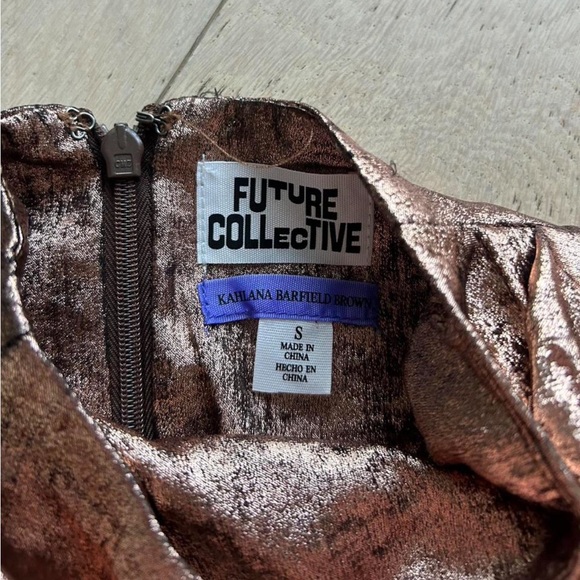 FUTURE
COLLECTIVE
KAHLANA BARFIELD BROWN
S
MADE IN
CHINA
HECHO EN
CHINA